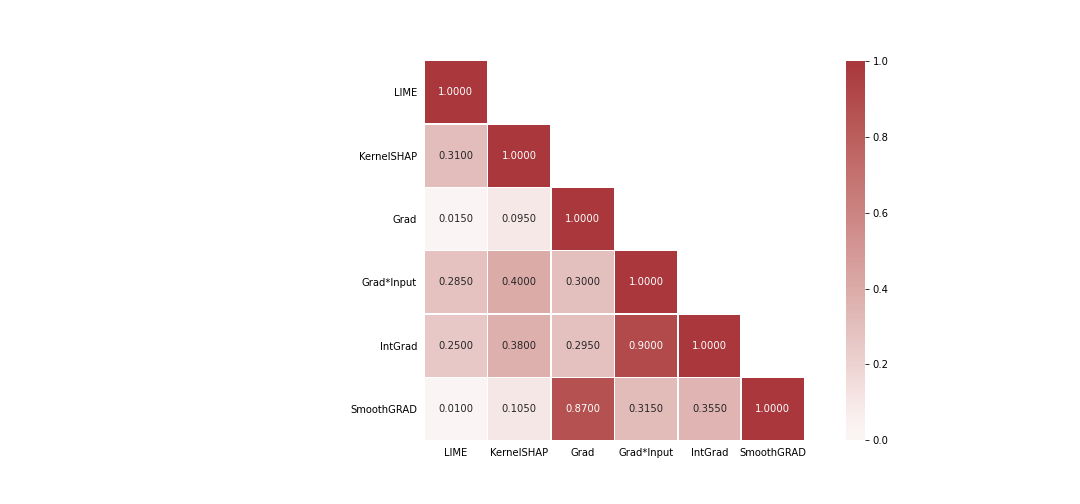 LIME 1.0000
KernelSHAP 0.3100 1.0000
Grad 0.0150 0.0950 1.0000
Grad*Input 0.2850 0.4000 0.3000 1.0000
IntGrad 0.2500 0.3800 0.2950 0.9000 1.0000
SmoothGRAD 0.0100 0.1050 0.8700 0.3150 0.3550 1.0000
LIME KernelSHAP Grad Grad*Input IntGrad SmoothGRAD
1.0
0.8
0.6
0.4
0.2
0.0